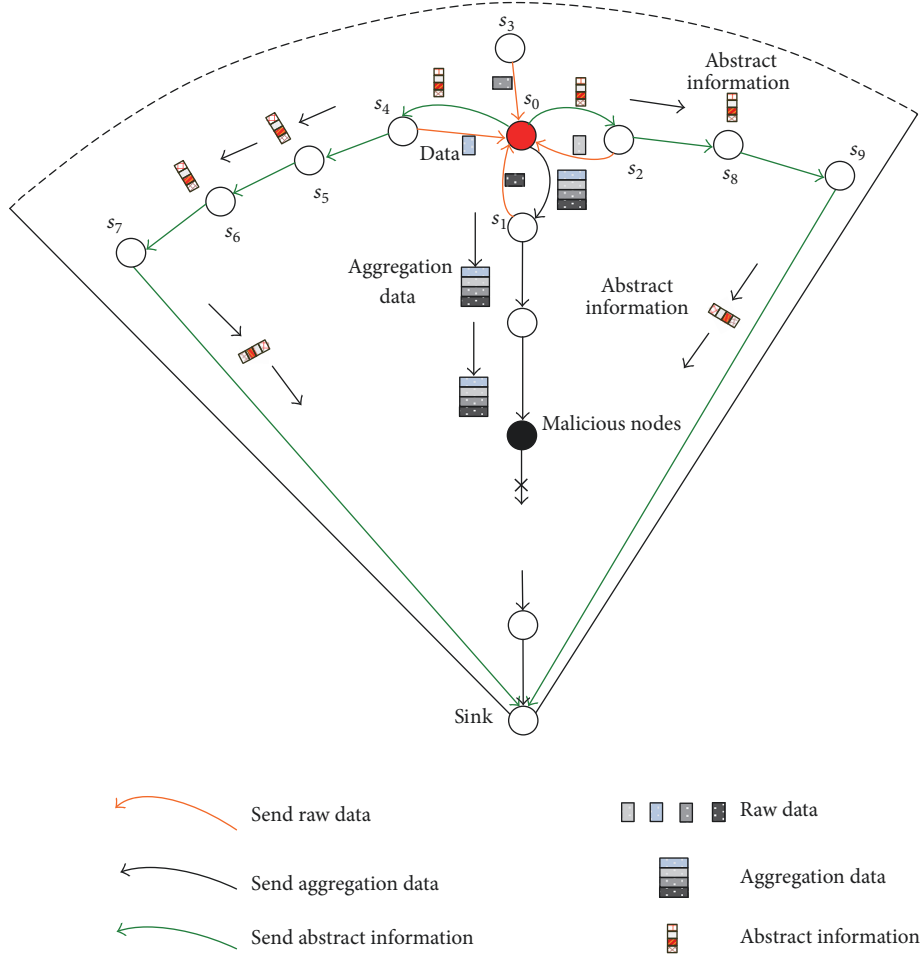 s3
Abstract
information
s4
s0
Data
s2
s8
s9
s5
s6
s7
s1
Aggregation
data
Abstract
information
Malicious nodes
Sink
Send raw data
Raw data
Send aggregation data
Aggregation data
Send abstract information
Abstract information